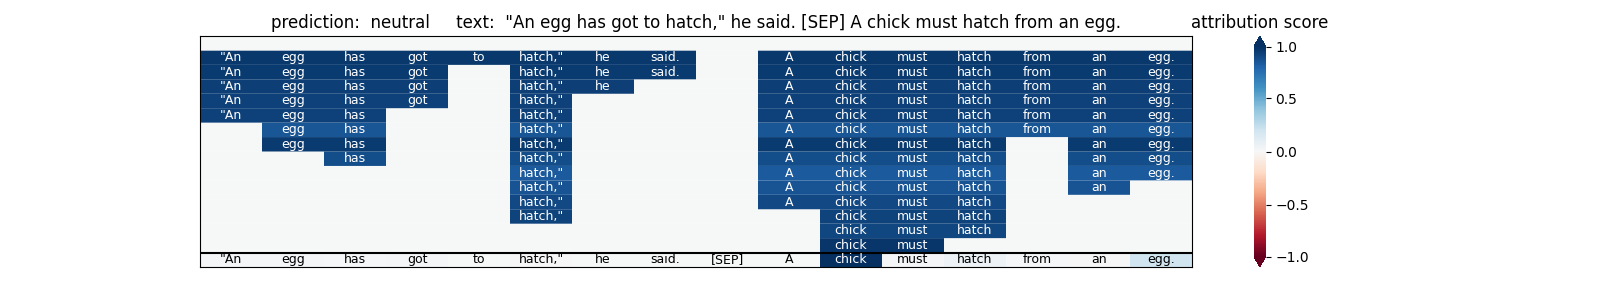 prediction:  neutral     text:  "An egg has got to hatch," he said. [SEP] A chick must hatch from an egg.     attribution score
"An egg has got to hatch," he said. A chick must hatch from an egg.
"An egg has got hatch," he said. A chick must hatch from an egg.
"An egg has got hatch," he A chick must hatch from an egg.
"An egg has got hatch," A chick must hatch from an egg.
"An egg has hatch," A chick must hatch from an egg.
egg has hatch," A chick must hatch from an egg.
egg has hatch," A chick must hatch an egg.
has hatch," A chick must hatch an egg.
hatch," A chick must hatch an egg.
hatch," A chick must hatch an
hatch," A chick must hatch
hatch," chick must hatch
chick must hatch
chick must
"An egg has got to hatch," he said. [SEP] A chick must hatch from an egg.
1.0
0.5
0.0
−0.5
−1.0